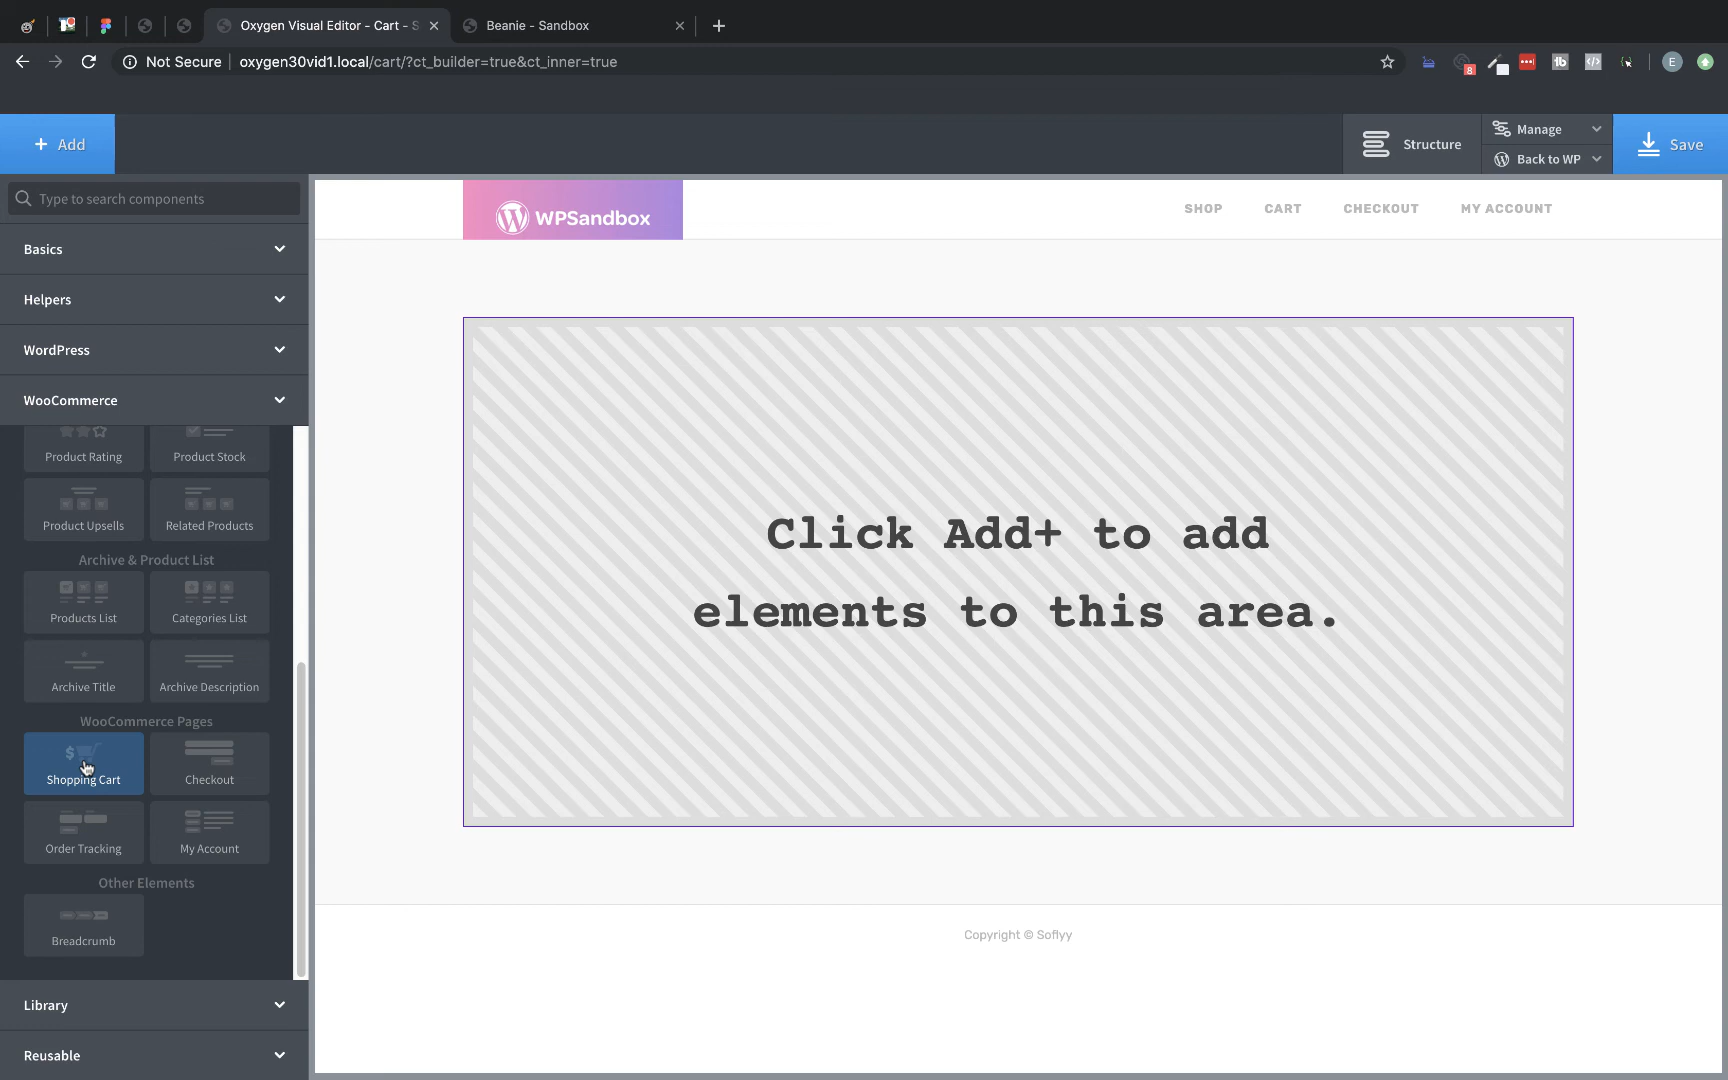 Oxygen Visual Editor - Cart - S
Beanie - Sandbox
Not Secure
oxygen30vid1.local/cart/?ct_builder=true&ct_inner=true
8
tb
E
+ Add
Structure
Manage
Back to WP
Save
Type to search components
WPSandbox
SHOP
CART
CHECKOUT
MY ACCOUNT
Basics
Helpers
WordPress
WooCommerce
Product Rating
Product Stock
Product Upsells
Related Products
Archive & Product List
Products List
Categories List
Archive Title
Archive Description
WooCommerce Pages
Shopping Cart
Checkout
Order Tracking
My Account
Other Elements
Breadcrumb
Library
Reusable
Click Add+ to add
elements to this area.
Copyright © Soflyy